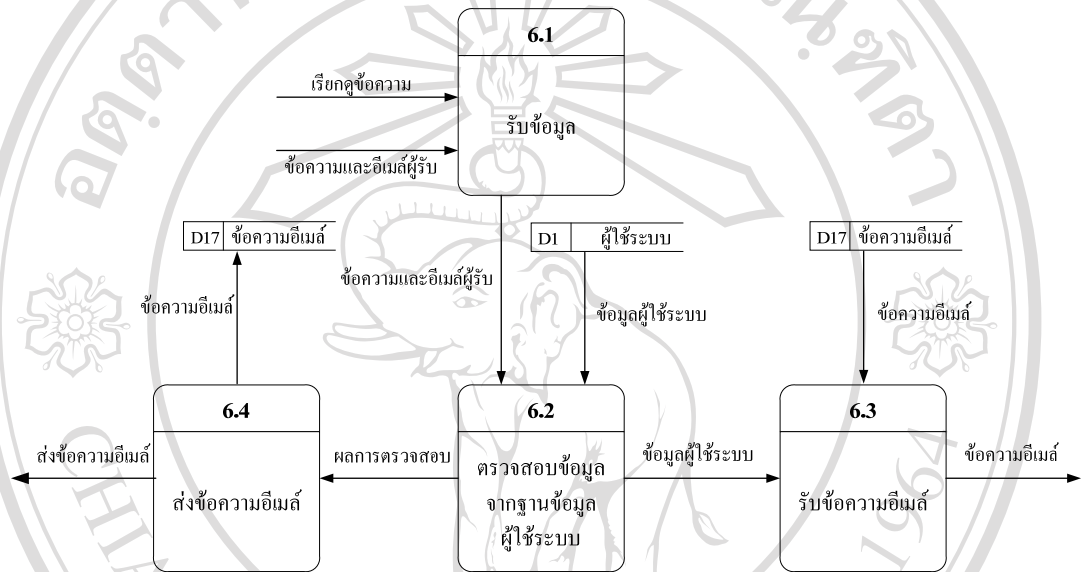 6.1
เรียกดูข้อความ
รับข้อมูล
ข้อความและอีเมล์ผู้รับ
D17 ข้อความอีเมล์
D1 ผู้ใช้ระบบ
D17 ข้อความอีเมล์
ข้อความและอีเมล์ผู้รับ
ข้อความอีเมล์
ข้อมูลผู้ใช้ระบบ
ข้อความอีเมล์
6.4
6.2
6.3
ส่งข้อความอีเมล์
ผลการตรวจสอบ
ข้อมูลผู้ใช้ระบบ
ข้อความอีเมล์
ส่งข้อความอีเมล์
ตรวจสอบข้อมูล
จากฐานข้อมูล
ผู้ใช้ระบบ
รับข้อความอีเมล์
1964